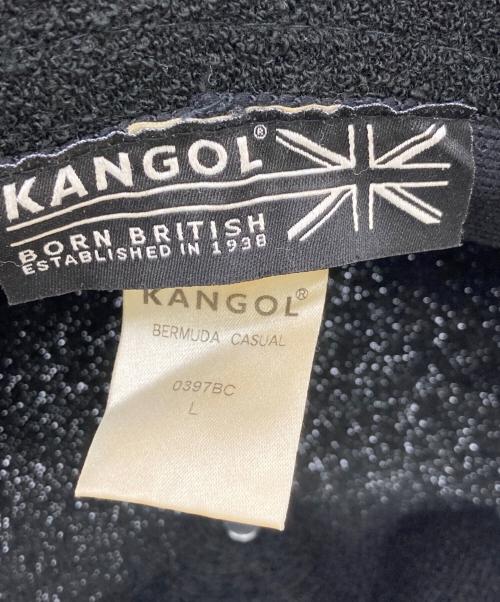 KANGOL®
BORN BRITISH
ESTABLISHED IN 1938
KANGOL®
BERMUDA CASUAL
0397BC
L